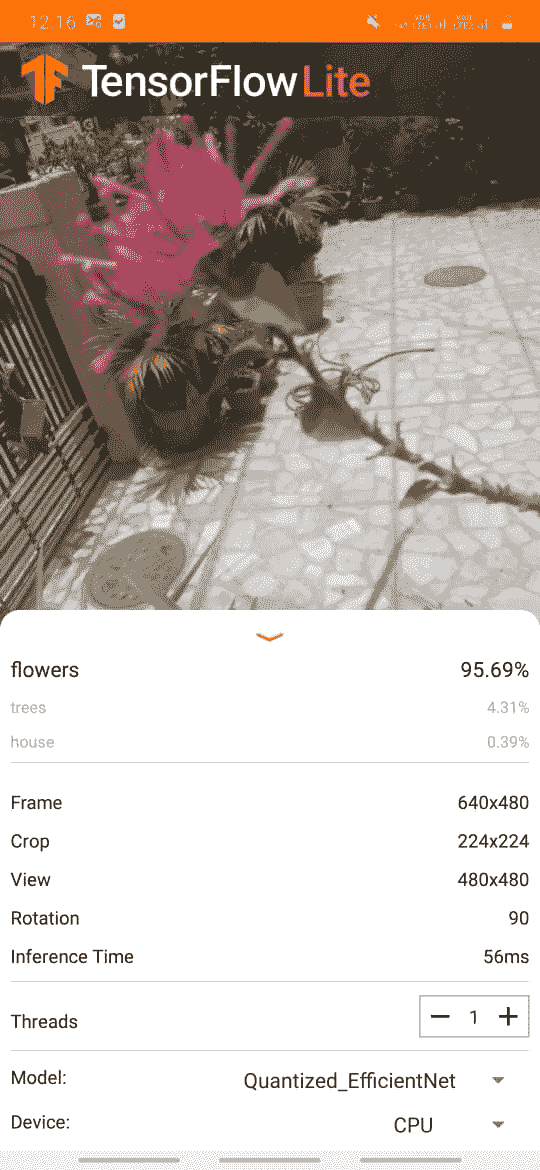 12:16
TensorFlow Lite
flowers 95.69%
trees 4.31%
house 0.39%
Frame 640x480
Crop 224x224
View 480x480
Rotation 90
Inference Time 56ms
Threads 1
Model: Quantized_EfficientNet
Device: CPU